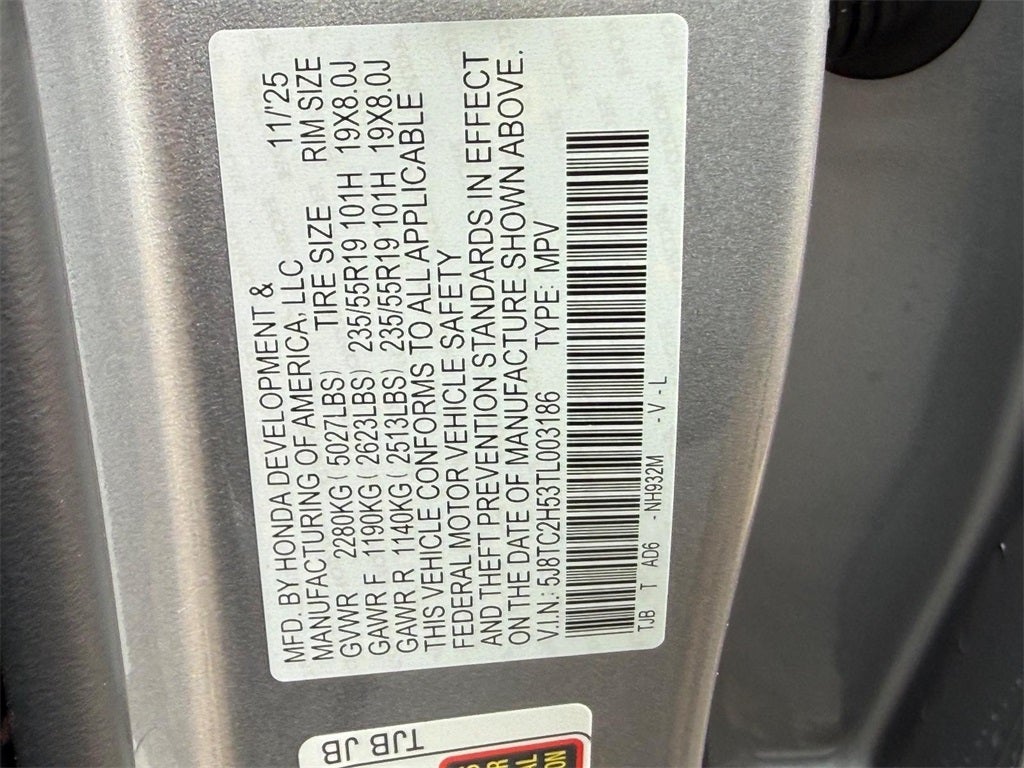 MFD. BY HONDA DEVELOPMENT & 11/'25
MANUFACTURING OF AMERICA, LLC TIRE SIZE RIM SIZE
GVWR 2280KG ( 5027LBS)
GAWR F 1190KG ( 2623LBS) 235/55R19 101H 19X8.0J
GAWR R 1140KG ( 2513LBS) 235/55R19 101H 19X8.0J
THIS VEHICLE CONFORMS TO ALL APPLICABLE
FEDERAL MOTOR VEHICLE SAFETY
AND THEFT PREVENTION STANDARDS IN EFFECT
ON THE DATE OF MANUFACTURE SHOWN ABOVE.
V.I.N.: 5J8TC2H53TL003186 TYPE: MPV
TJB T AD6 -NH932M -V-L
TJB JB